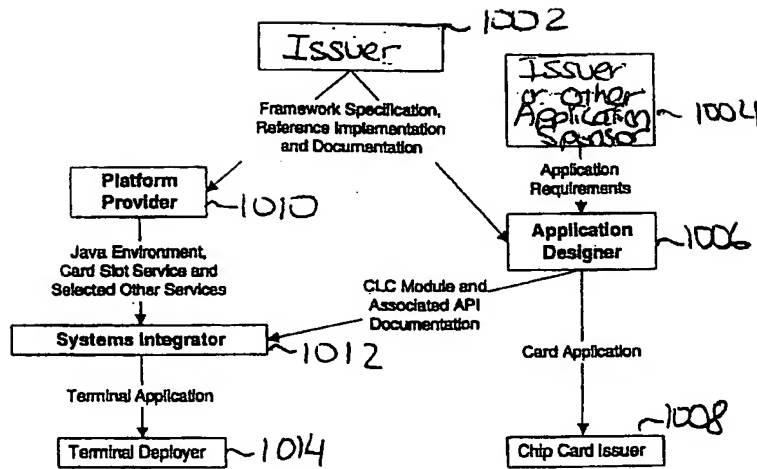 Issuer
1002
Issuer
or other
Application
Sponsor
1004
Framework Specification,
Reference Implementation
and Documentation
Application
Requirements
Platform
Provider
1010
Application
Designer
1006
Java Environment,
Card Slot Service and
Selected Other Services
CLC Module and
Associated API
Documentation
Systems Integrator
1012
Card Application
Terminal Application
1008
Terminal Deployer
1014
Chip Card Issuer